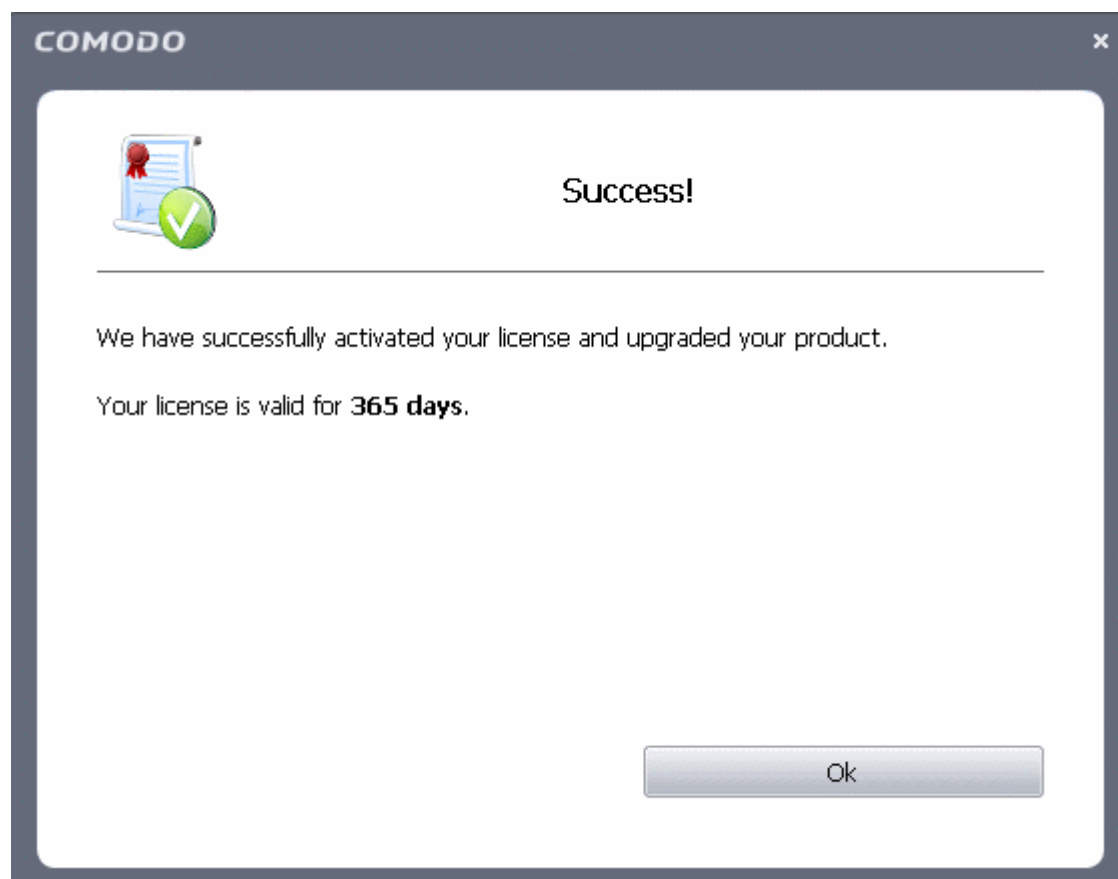 COMODO
Success!
We have successfully activated your license and upgraded your product.
Your license is valid for 365 days.
Ok